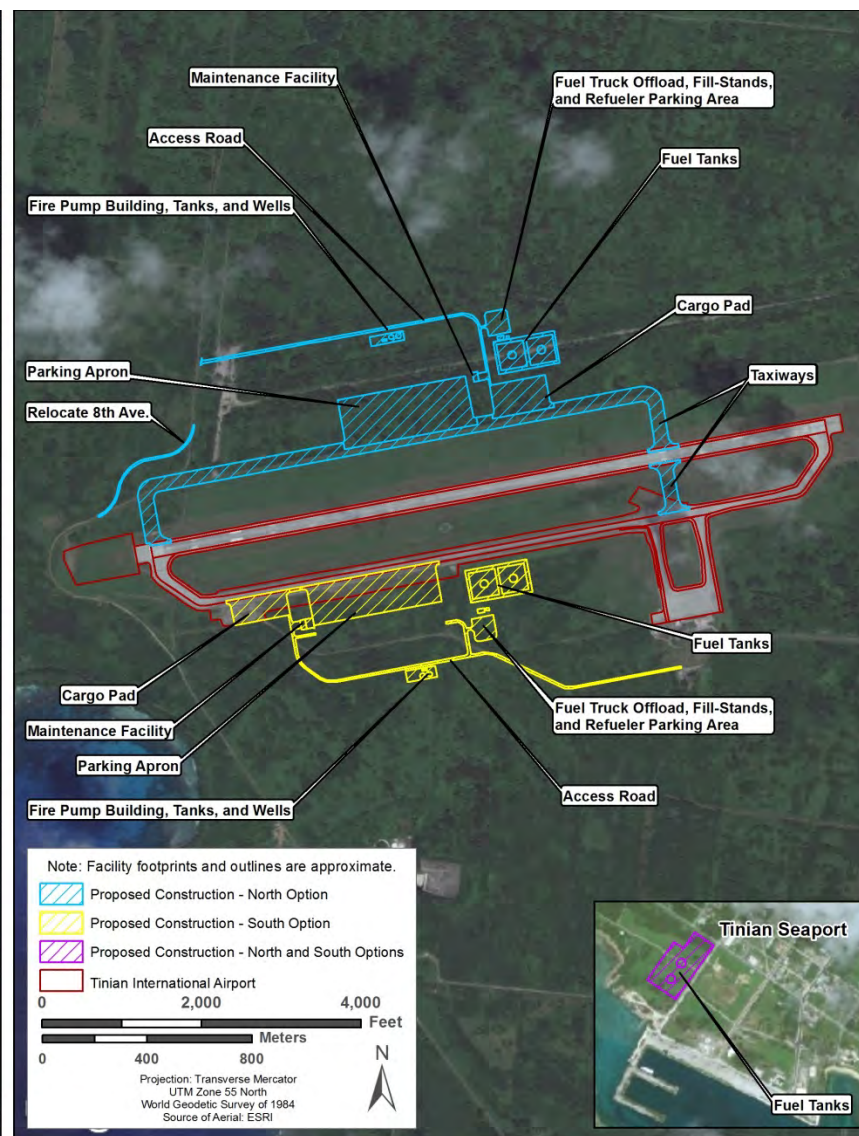 Maintenance Facility
Fuel Truck Offload, Fill-Stands,
and Refueler Parking Area
Access Road
Fuel Tanks
Fire Pump Building, Tanks, and Wells
Cargo Pad
Parking Apron
Taxiways
Relocate 8th Ave.
Fuel Tanks
Cargo Pad
Fuel Truck Offload, Fill-Stands,
and Refueler Parking Area
Maintenance Facility
Parking Apron
Access Road
Fire Pump Building, Tanks, and Wells
Note: Facility footprints and outlines are approximate.
Proposed Construction - North Option
Proposed Construction - South Option
Proposed Construction - North and South Options
Tinian International Airport
0 2,000 4,000
Feet
Meters
0 400 800
N
Projection: Transverse Mercator
UTM Zone 55 North
World Geodetic Survey of 1984
Source of Aerial: ESRI
Tinian Seaport
Fuel Tanks